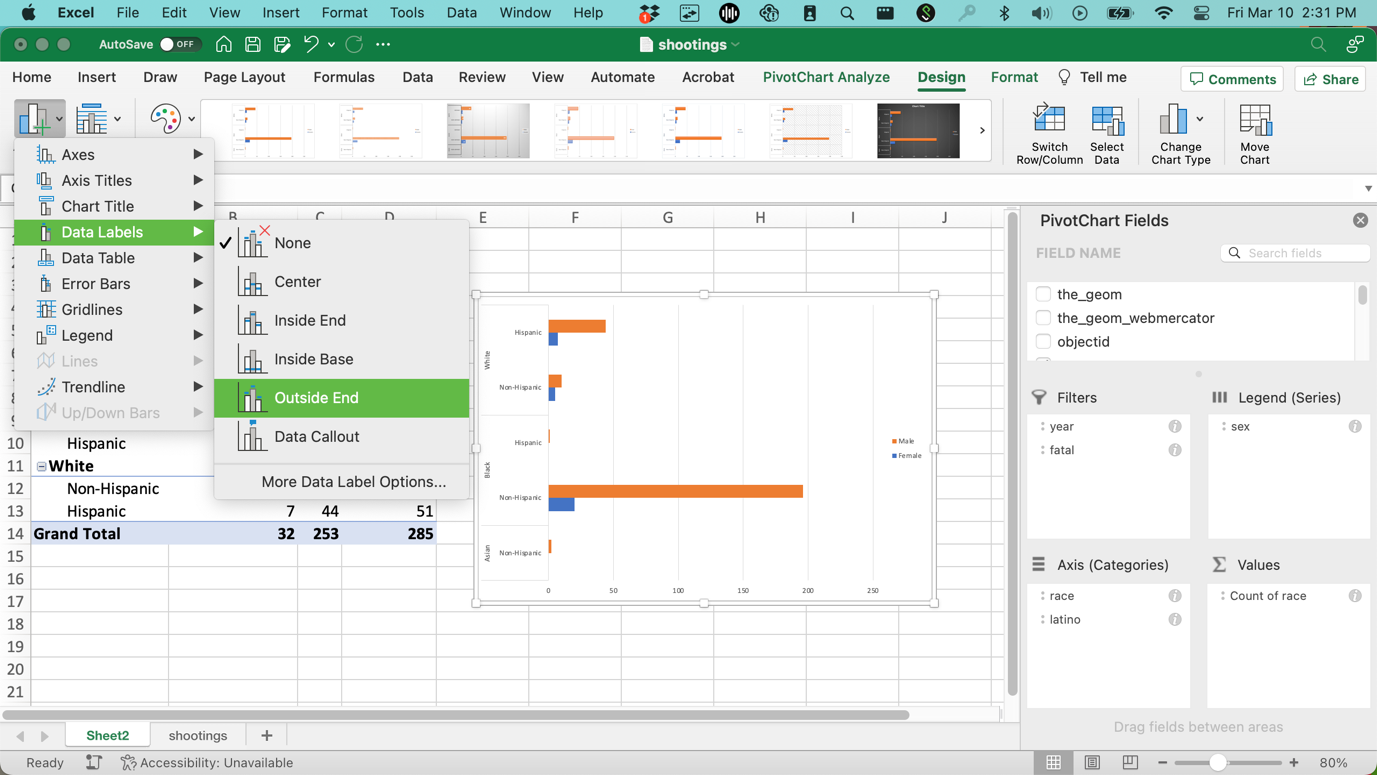 Excel File Edit View Insert Format Tools Data Window Help 1 Fri Mar 10 2:31 PM
AutoSave OFF shootings
Home Insert Draw Page Layout Formulas Data Review View Automate Acrobat PivotChart Analyze Design Format Tell me Comments Share
Switch Row/Column
Select Data
Change Chart Type
Move Chart
Axes
Axis Titles
Chart Title
Data Labels
Data Table
Error Bars
Gridlines
Legend
Lines
Trendline
Up/Down Bars
None
Center
Inside End
Inside Base
Outside End
Data Callout
More Data Label Options...
B C D E F G H I J
10 Hispanic
11 White
12 Non-Hispanic
13 Hispanic 7 44 51
14 Grand Total 32 253 285
15
16
17
18
19
20
21
White
Hispanic
Non-Hispanic
Black
Hispanic
Non-Hispanic
Asian
Non-Hispanic
0 50 100 150 200 250
Male
Female
PivotChart Fields
FIELD NAME Search fields
the_geom
the_geom_webmercator
objectid
Filters
year
fatal
Legend (Series)
sex
Axis (Categories)
race
latino
Values
Count of race
Drag fields between areas
Sheet2 shootings +
Ready Accessibility: Unavailable 80%